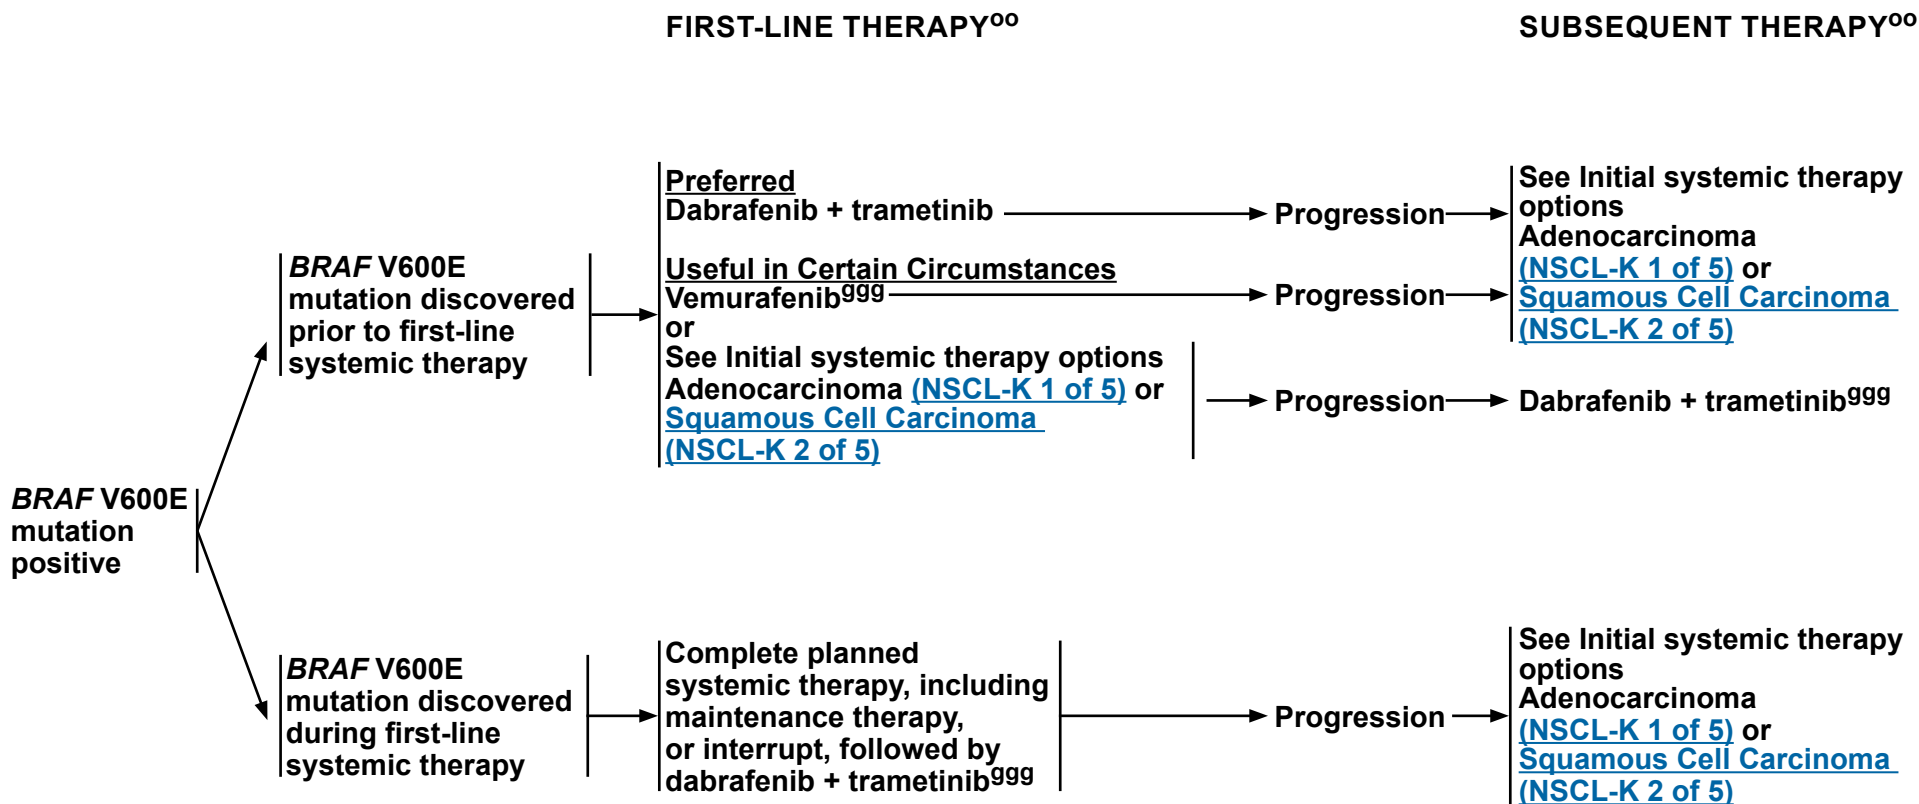 FIRST-LINE THERAPYoo
SUBSEQUENT THERAPYoo
BRAF V600E
mutation
positive
BRAF V600E
mutation discovered
prior to first-line
systemic therapy
Preferred
Dabrafenib + trametinib
Progression
Useful in Certain Circumstances
Vemurafenibggg
Progression
or
See Initial systemic therapy options
Adenocarcinoma (NSCL-K 1 of 5) or
Squamous Cell Carcinoma
(NSCL-K 2 of 5)
See Initial systemic therapy
options
Adenocarcinoma
(NSCL-K 1 of 5) or
Squamous Cell Carcinoma
(NSCL-K 2 of 5)
Progression
Dabrafenib + trametinibggg
BRAF V600E
mutation discovered
during first-line
systemic therapy
Complete planned
systemic therapy, including
maintenance therapy,
or interrupt, followed by
dabrafenib + trametinibggg
Progression
See Initial systemic therapy
options
Adenocarcinoma
(NSCL-K 1 of 5) or
Squamous Cell Carcinoma
(NSCL-K 2 of 5)